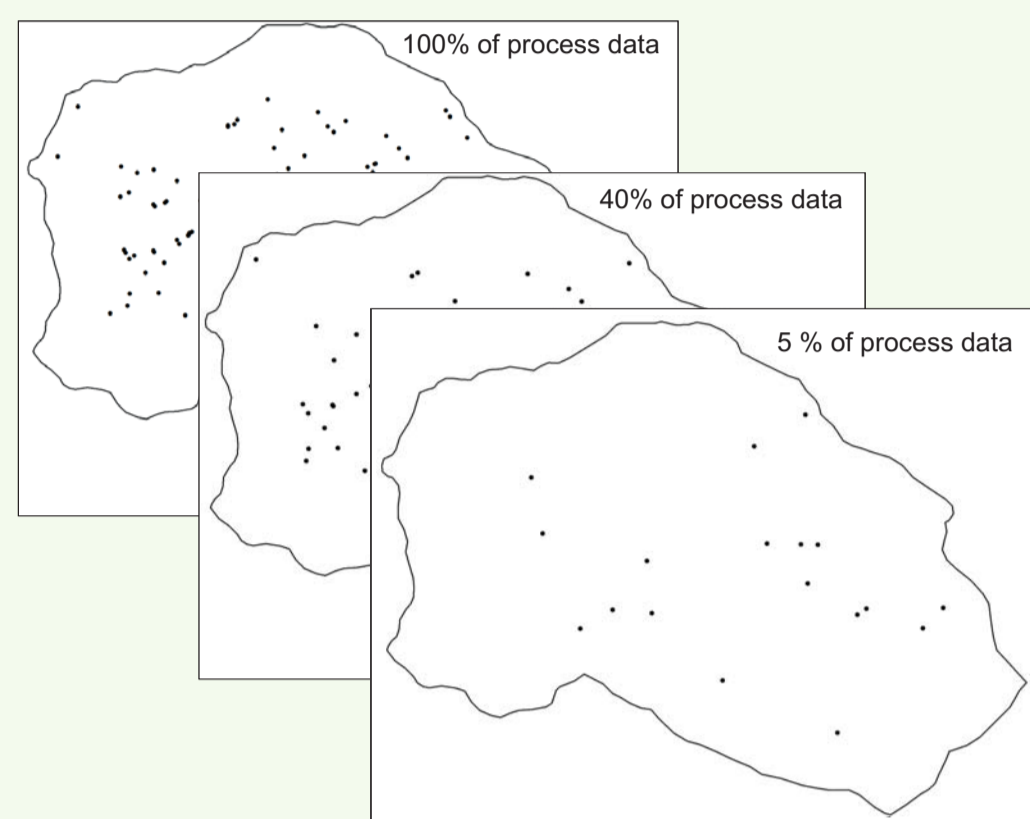 100% of process data
40% of process data
5 % of process data